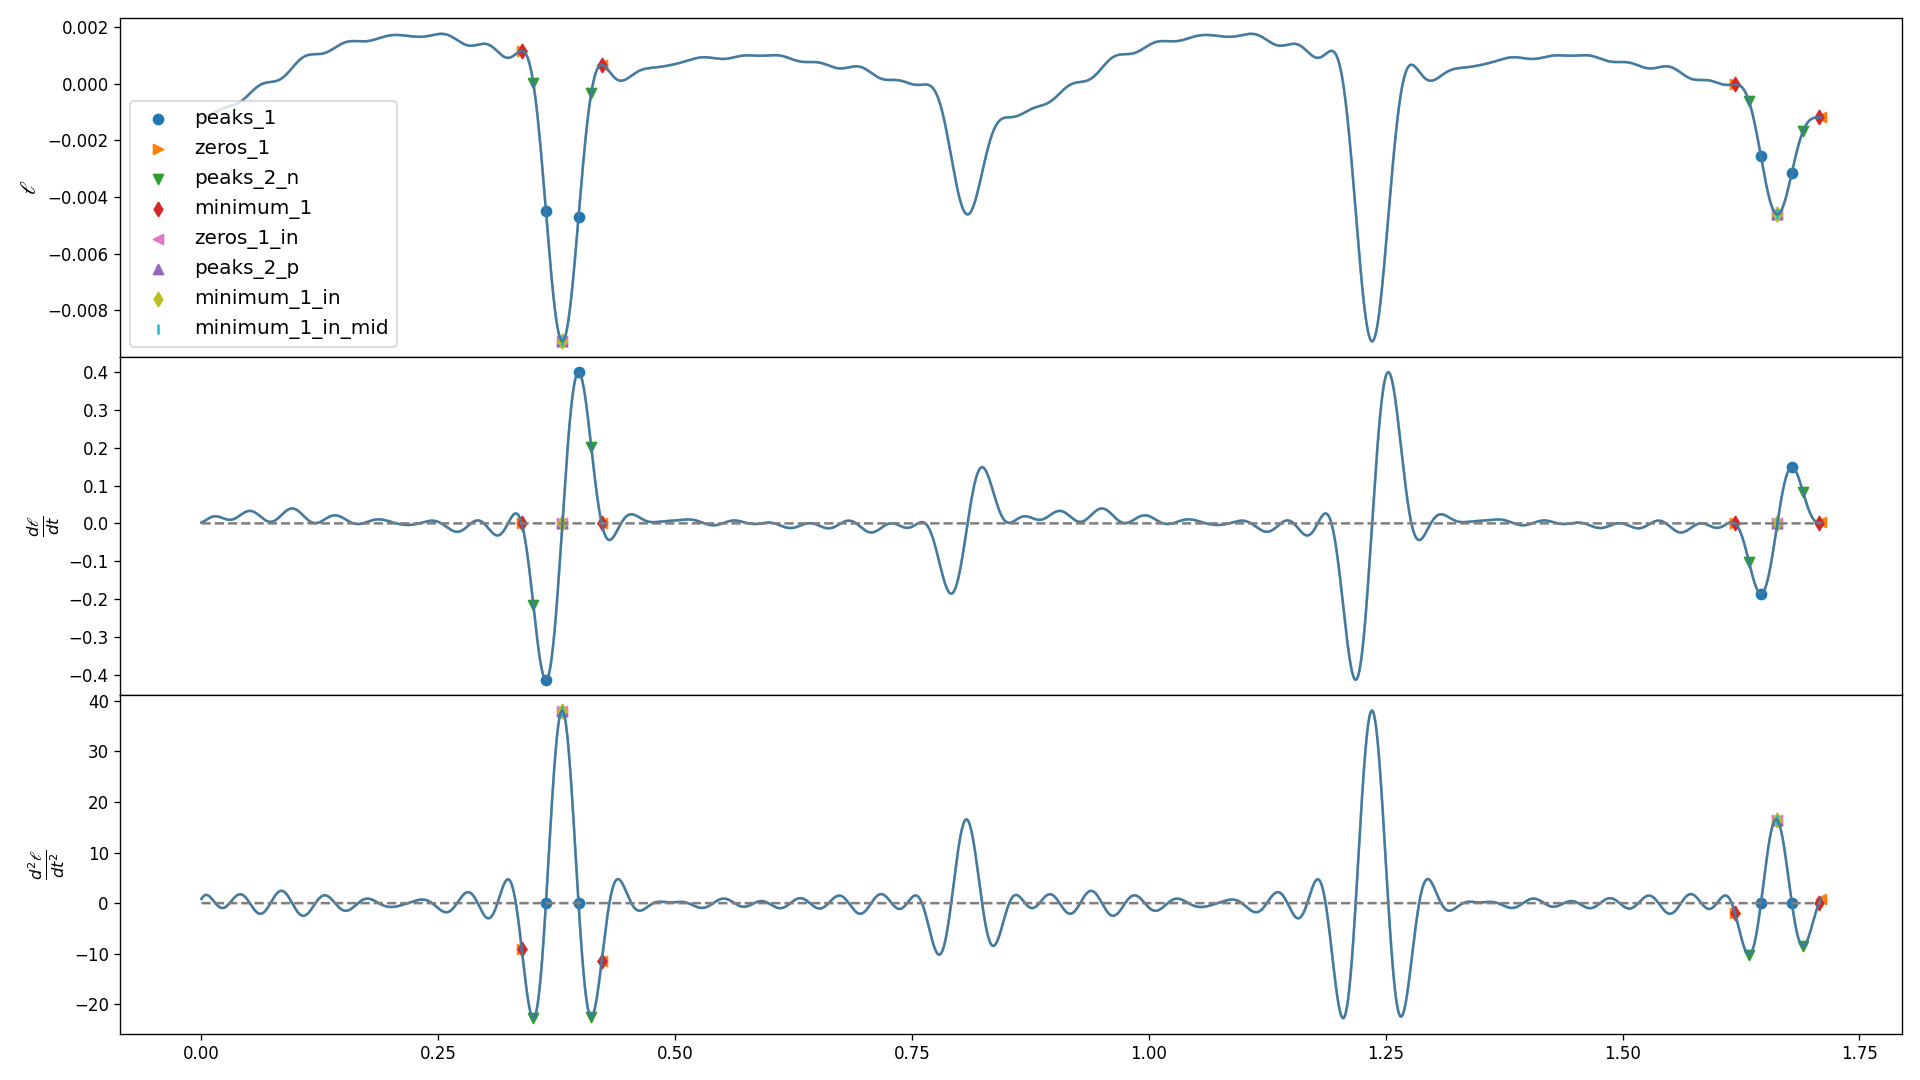 0.002
0.000
−0.002
−0.004
−0.006
−0.008
ℓ
peaks_1
zeros_1
peaks_2_n
minimum_1
zeros_1_in
peaks_2_p
minimum_1_in
minimum_1_in_mid
0.4
0.3
0.2
0.1
0.0
−0.1
−0.2
−0.3
−0.4
dℓ/dt
40
30
20
10
0
−10
−20
d²ℓ/dt²
0.00 0.25 0.50 0.75 1.00 1.25 1.50 1.75